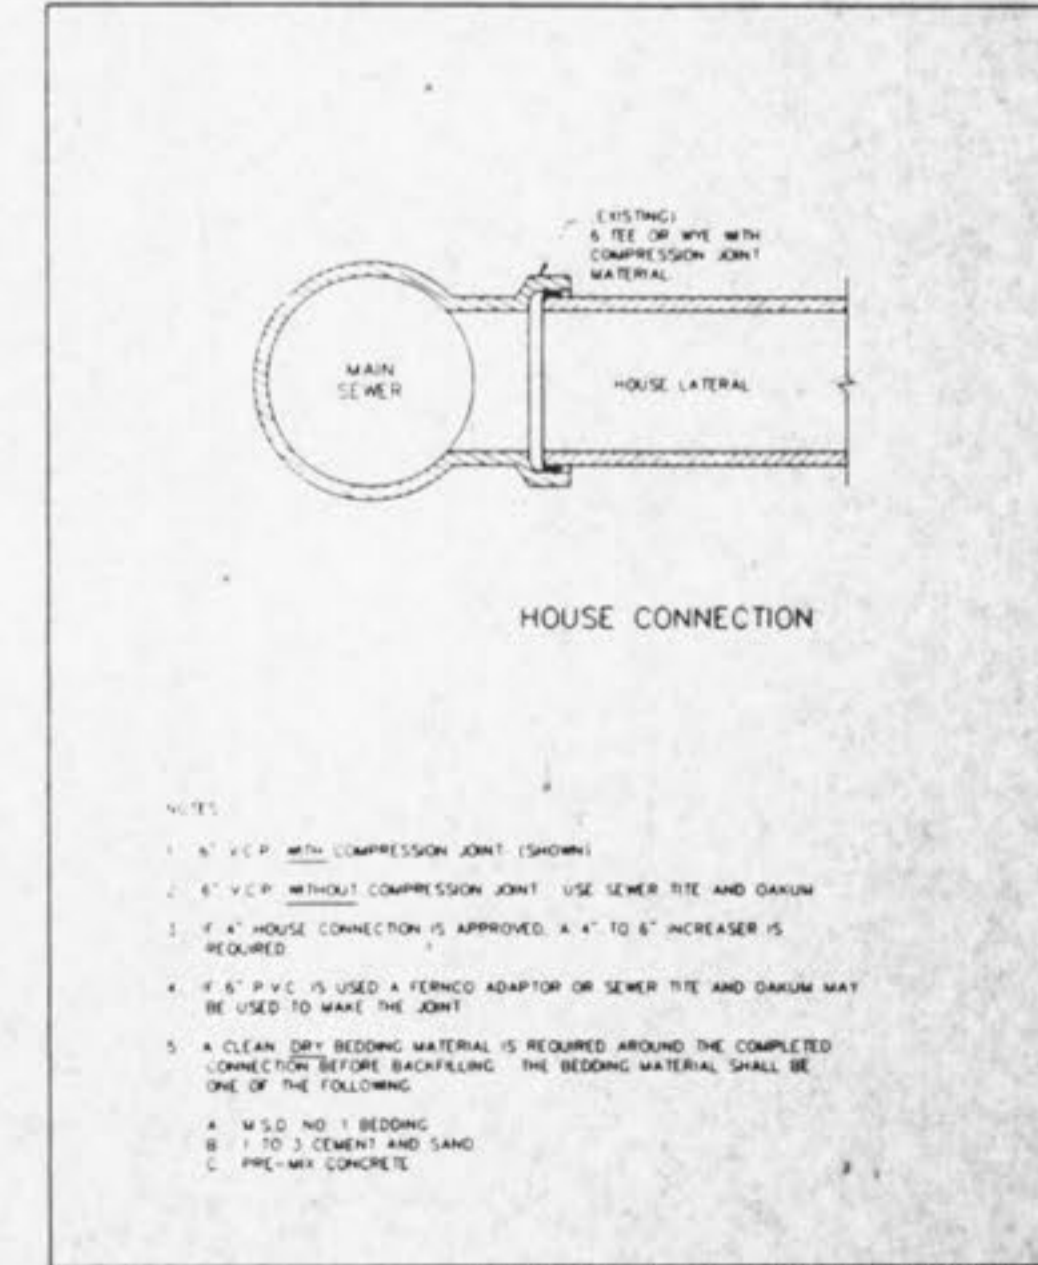 (EXISTING)
6 TEE OR WYE WITH
COMPRESSION JOINT
MATERIAL
MAIN
SEWER
HOUSE LATERAL
HOUSE CONNECTION
NOTES
1 6" V.C.P. WITH COMPRESSION JOINT (SHOWN)
2 6" V.C.P. WITHOUT COMPRESSION JOINT USE SEWER TITE AND OAKUM
3 IF 4" HOUSE CONNECTION IS APPROVED, A 4" TO 6" INCREASER IS
REQUIRED
4 IF 6" P.V.C. IS USED A FERNCO ADAPTOR OR SEWER TITE AND OAKUM MAY
BE USED TO MAKE THE JOINT
5 A CLEAN DRY BEDDING MATERIAL IS REQUIRED AROUND THE COMPLETED
CONNECTION BEFORE BACKFILLING THE BEDDING MATERIAL SHALL BE
ONE OF THE FOLLOWING
A M.S.D. NO. 1 BEDDING
B 1 TO 3 CEMENT AND SAND
C PRE-MIX CONCRETE